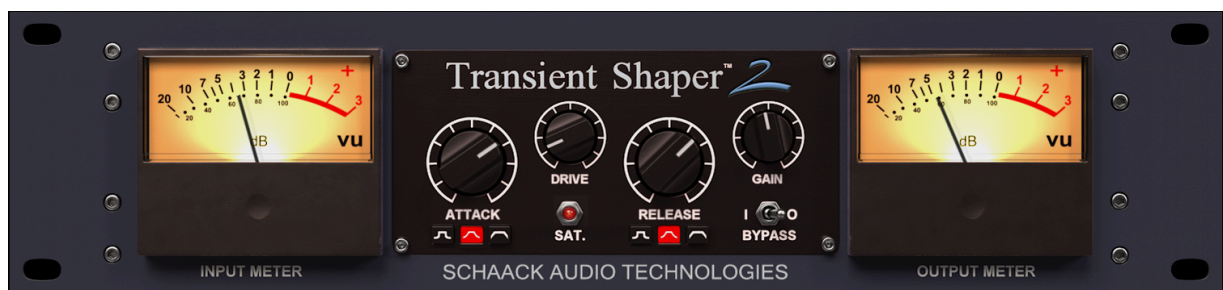 20 10 7 5 3 2 1 0 1 2 3
+
20 40 60 80 100
dB
vu
INPUT METER
Transient Shaper™ 2
DRIVE
GAIN
ATTACK
RELEASE
SAT.
I O
BYPASS
SCHAACK AUDIO TECHNOLOGIES
20 10 7 5 3 2 1 0 1 2 3
+
20 40 60 80 100
dB
vu
OUTPUT METER